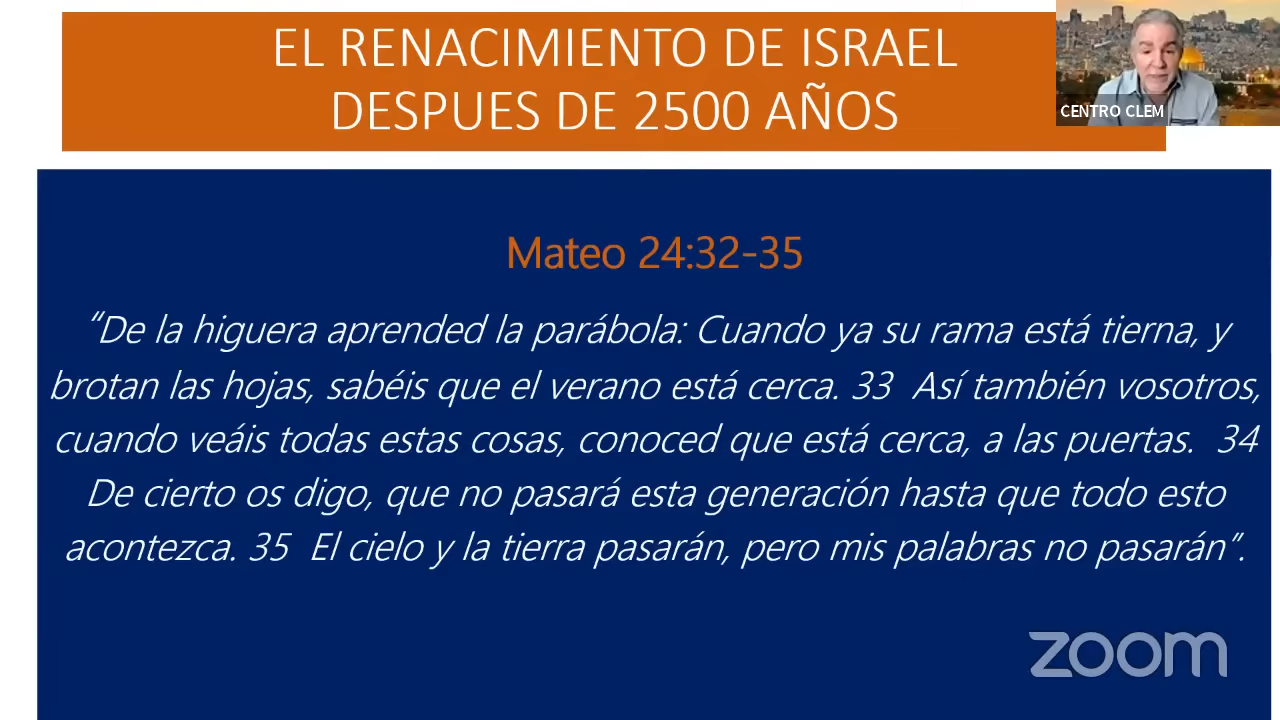 EL RENACIMIENTO DE ISRAEL
DESPUES DE 2500 AÑOS
CENTRO CLEM
Mateo 24:32-35
“De la higuera aprended la parábola: Cuando ya su rama está tierna, y
brotan las hojas, sabéis que el verano está cerca. 33  Así también vosotros,
cuando veáis todas estas cosas, conoced que está cerca, a las puertas.  34
De cierto os digo, que no pasará esta generación hasta que todo esto
acontezca. 35  El cielo y la tierra pasarán, pero mis palabras no pasarán”.
zoom